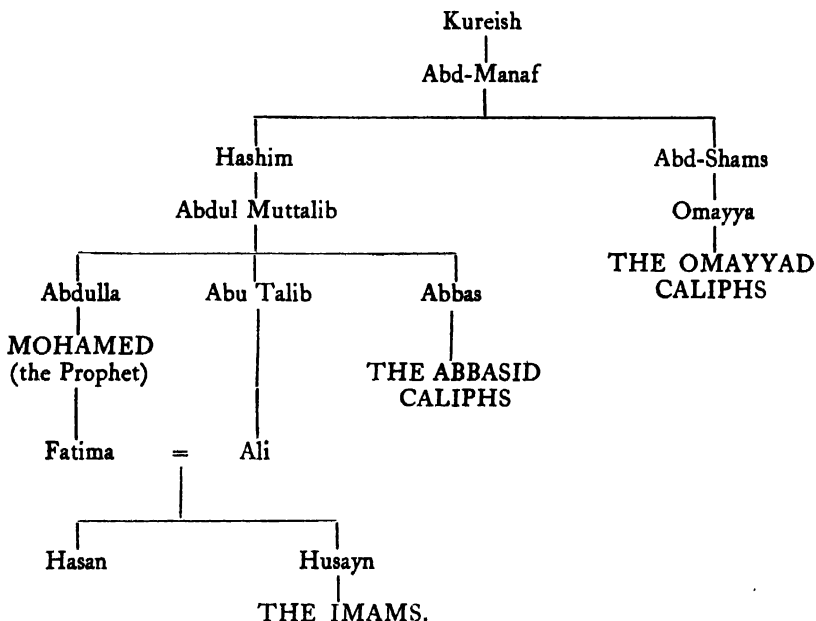 Kureish
Abd-Manaf
Hashim Abd-Shams
Abdul Muttalib Omayya
THE OMAYYAD
CALIPHS
Abdulla Abu Talib Abbas
MOHAMED
(the Prophet)
THE ABBASID
CALIPHS
Fatima = Ali
Hasan Husayn
THE IMAMS.